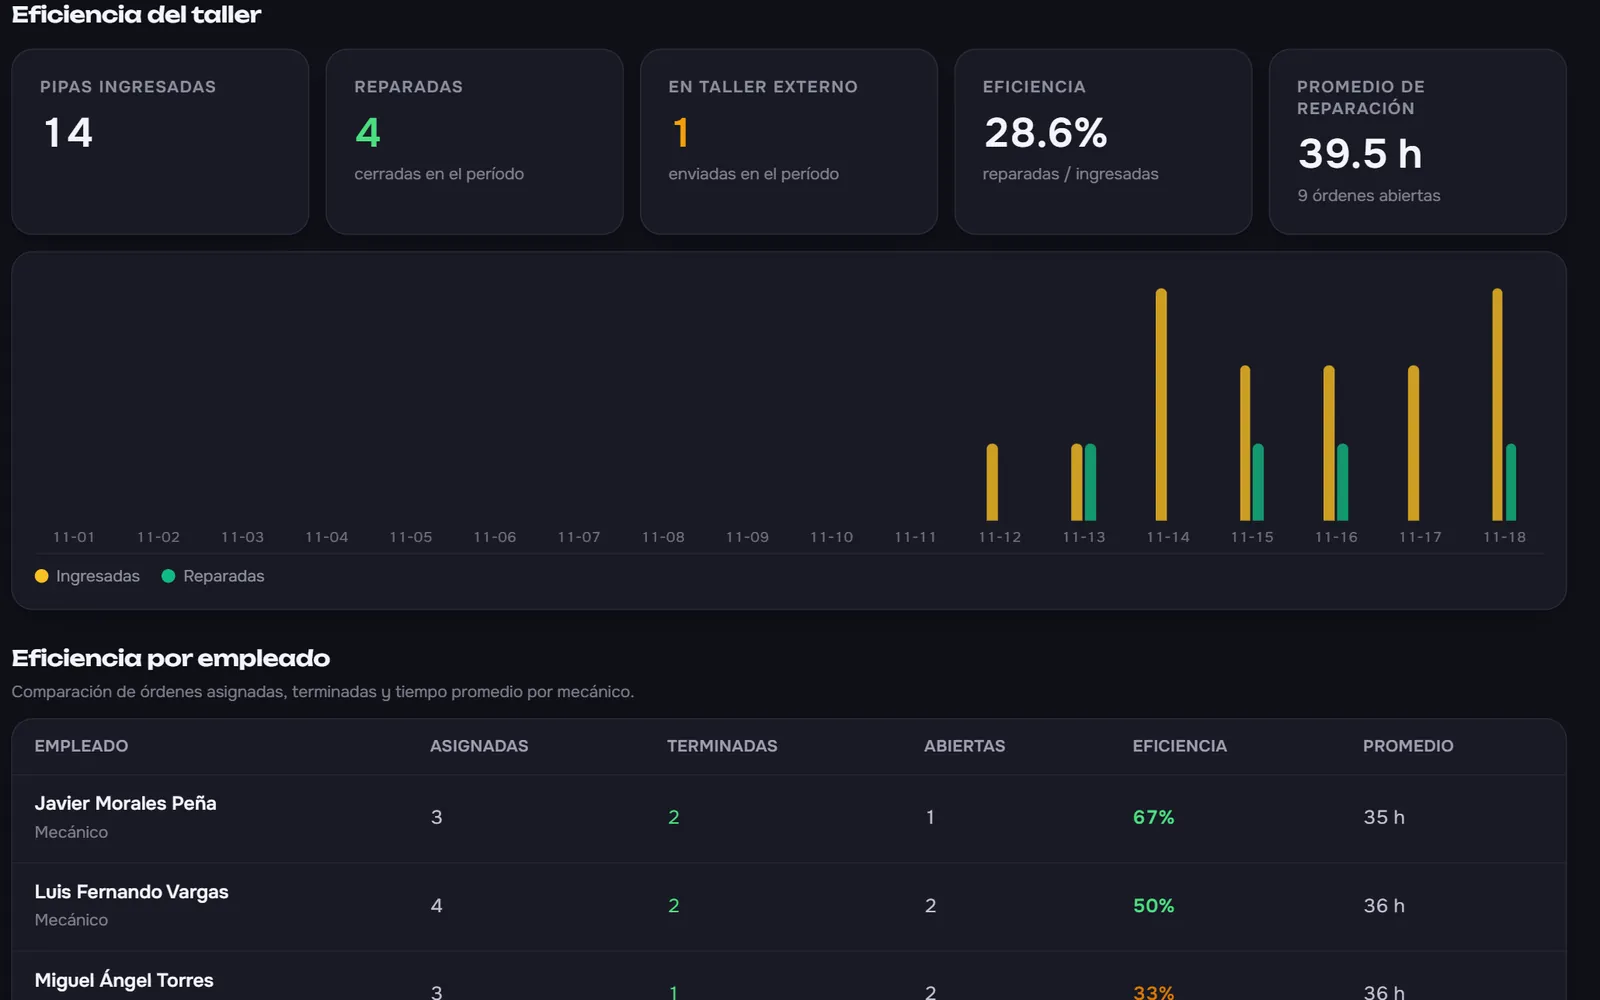 Eficiencia del taller
PIPAS INGRESADAS
14
REPARADAS
4
cerradas en el período
EN TALLER EXTERNO
1
enviadas en el período
EFICIENCIA
28.6%
reparadas / ingresadas
PROMEDIO DE
REPARACIÓN
39.5 h
9 órdenes abiertas
11-01 11-02 11-03 11-04 11-05 11-06 11-07 11-08 11-09 11-10 11-11 11-12 11-13 11-14 11-15 11-16 11-17 11-18
Ingresadas Reparadas
Eficiencia por empleado
Comparación de órdenes asignadas, terminadas y tiempo promedio por mecánico.
EMPLEADO ASIGNADAS TERMINADAS ABIERTAS EFICIENCIA PROMEDIO
Javier Morales Peña
Mecánico
3 2 1 67% 35 h
Luis Fernando Vargas
Mecánico
4 2 2 50% 36 h
Miguel Ángel Torres
3 1 2 33% 36 h